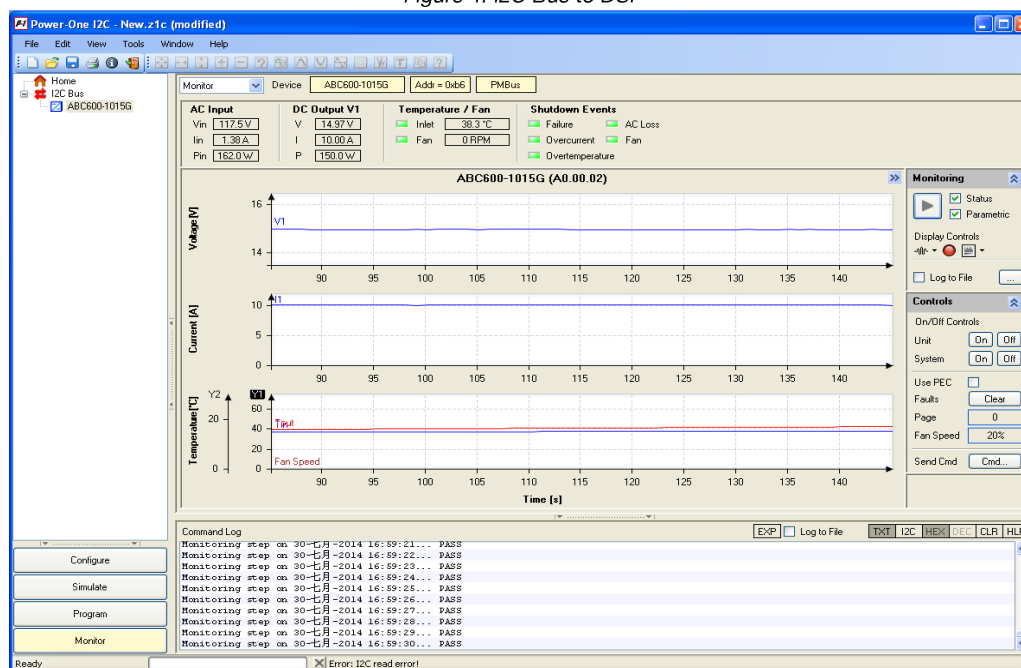 Figure 1. I2C Bus to DSP
Power-One I2C - New.z1c (modified)
File Edit View Tools Window Help
Home
I2C Bus
ABC600-1015G
Monitor Device ABC600-1015G Addr = 0xb6 PMBus
AC Input DC Output V1 Temperature / Fan Shutdown Events
Vin 117.5 V V 14.97 V Inlet 38.3 °C Failure AC Loss
Iin 1.38 A I 10.00 A Fan 0 RPM Overcurrent Fan
Pin 162.0 W P 150.0 W Overtemperature
ABC600-1015G (A0.00.02)
Voltage [V]
16
V1
14
90 95 100 105 110 115 120 125 130 135 140
Current [A]
10 I1
5
0
90 95 100 105 110 115 120 125 130 135 140
Temperature [°C]
Y2 Y1
60
20 40
20
0 0 Fan Speed
90 95 100 105 110 115 120 125 130 135 140
Time [s]
Monitoring
Status
Parametric
Display Controls
Log to File ...
Controls
On/Off Controls
Unit On Off
System On Off
Use PEC
Faults Clear
Page 0
Fan Speed 20%
Send Cmd Cmd...
Configure
Simulate
Program
Monitor
Command Log EXP Log to File TXT I2C HEX DEC CLR HLP
Monitoring step on 30-七月-2014 16:59:21... PASS
Monitoring step on 30-七月-2014 16:59:22... PASS
Monitoring step on 30-七月-2014 16:59:23... PASS
Monitoring step on 30-七月-2014 16:59:24... PASS
Monitoring step on 30-七月-2014 16:59:25... PASS
Monitoring step on 30-七月-2014 16:59:26... PASS
Monitoring step on 30-七月-2014 16:59:27... PASS
Monitoring step on 30-七月-2014 16:59:28... PASS
Monitoring step on 30-七月-2014 16:59:29... PASS
Monitoring step on 30-七月-2014 16:59:30... PASS
Ready Error: I2C read error!